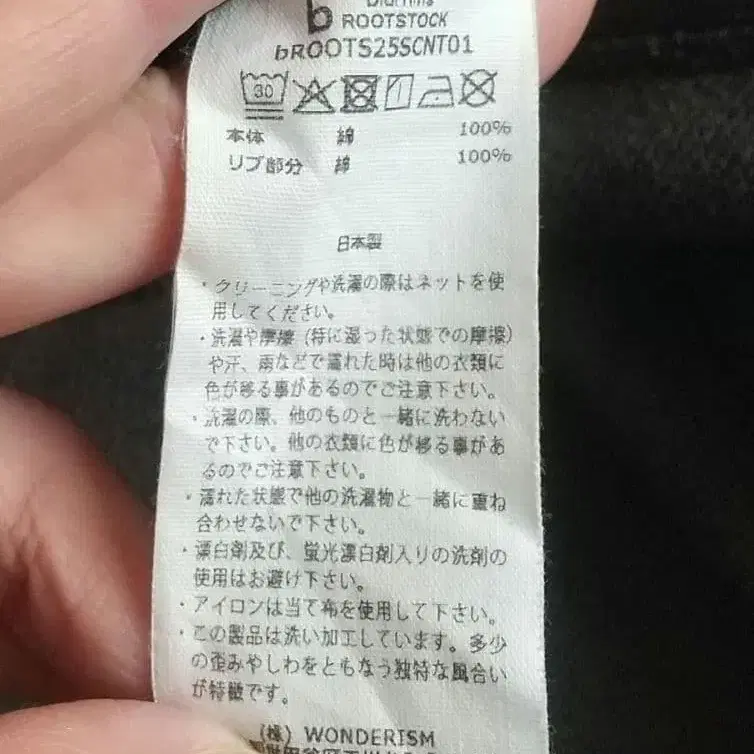 b
ROOTSTOCK
bROOTS25SCNT01
30
本体 綿 100%
リブ部分 綿 100%
日本製
・クリーニングや洗濯の際はネットを使
用してください。
・洗濯や摩擦（特に湿った状態での摩擦）
や汗、雨などで濡れた時は他の衣類に
色が移る事があるのでご注意下さい。
・洗濯の際、他のものと一緒に洗わない
で下さい。他の衣類に色が移る事があ
るのでご注意下さい。
・濡れた状態で他の洗濯物と一緒に重ね
合わせないで下さい。
・漂白剤及び、蛍光漂白剤入りの洗剤の
使用はお避け下さい。
・アイロンは当て布を使用して下さい。
・この製品は洗い加工しています。多少
の歪みやしわをともなう独特な風合い
が特徴です。
(株) WONDERISM